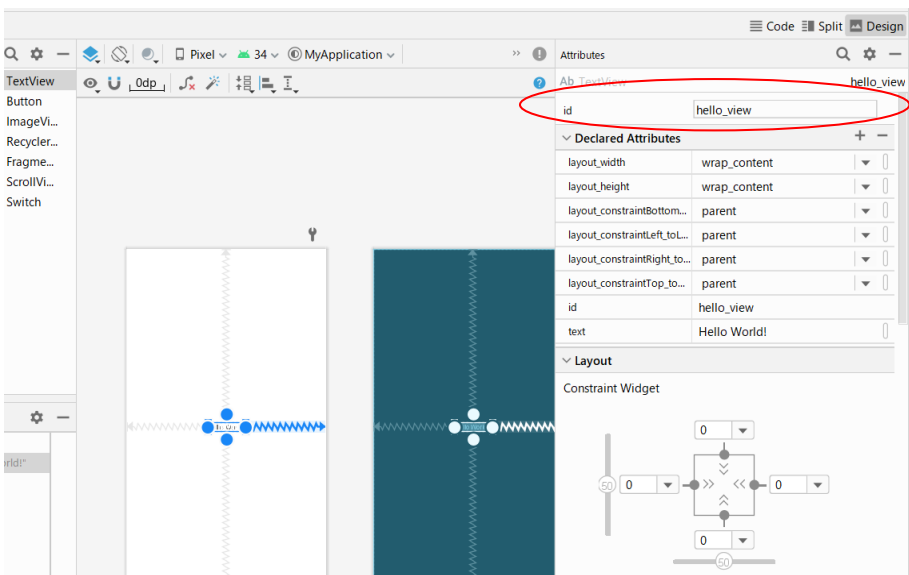 Code Split Design
Pixel 34 MyApplication >> Attributes
0dp
TextView
Button
ImageVi...
Recycler...
Fragme...
ScrollVi...
Switch
Ab TextView hello_view
id hello_view
Declared Attributes
layout_width wrap_content
layout_height wrap_content
layout_constraintBottom... parent
layout_constraintLeft_toL... parent
layout_constraintRight_to... parent
layout_constraintTop_to... parent
id hello_view
text Hello World!
Layout
Constraint Widget
0
50 0 0
0
50
orld!"